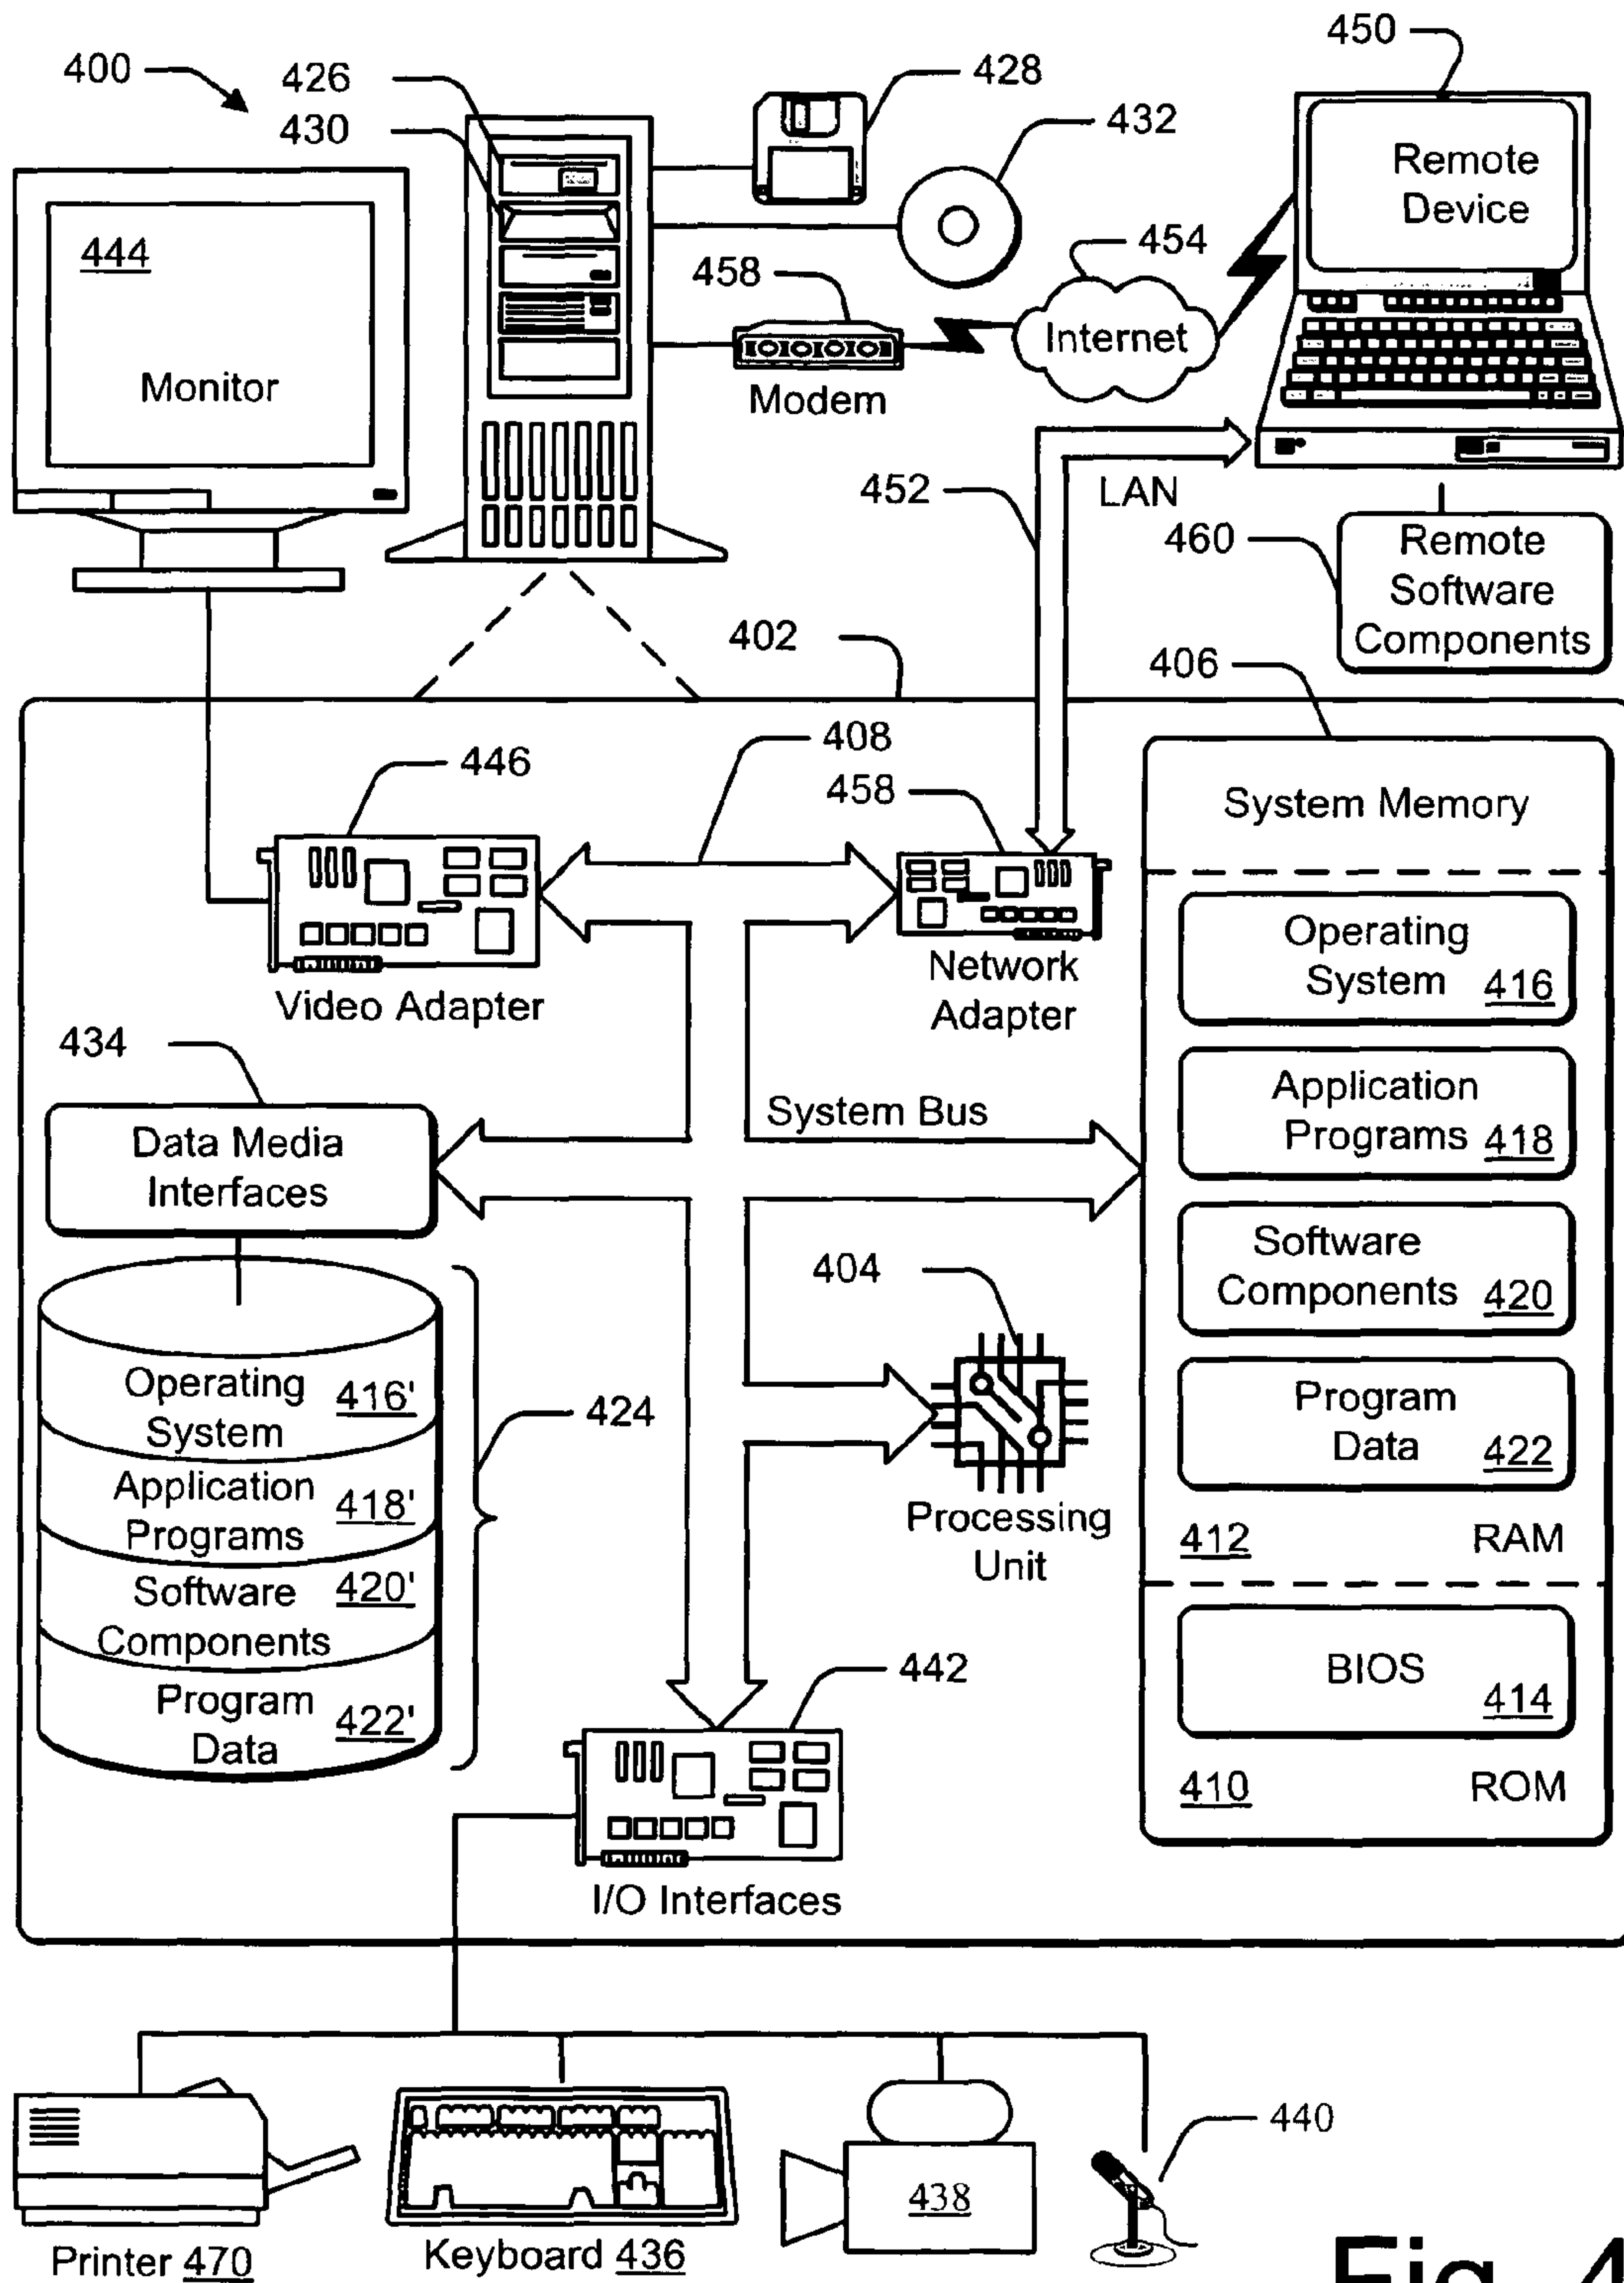 400
426
430
428
432
450
Remote
Device
444
Monitor
458
Modem
454
Internet
452
LAN
460
Remote
Software
Components
402
406
408
446
Video Adapter
458
Network
Adapter
System Memory
Operating
System 416
Application
Programs 418
Software
Components 420
Program
Data 422
412 RAM
BIOS
414
410 ROM
434
Data Media
Interfaces
System Bus
404
Processing
Unit
Operating
System 416'
Application
Programs 418'
Software
Components 420'
Program
Data 422'
424
442
I/O Interfaces
Printer 470
Keyboard 436
438
440
Fig. 4